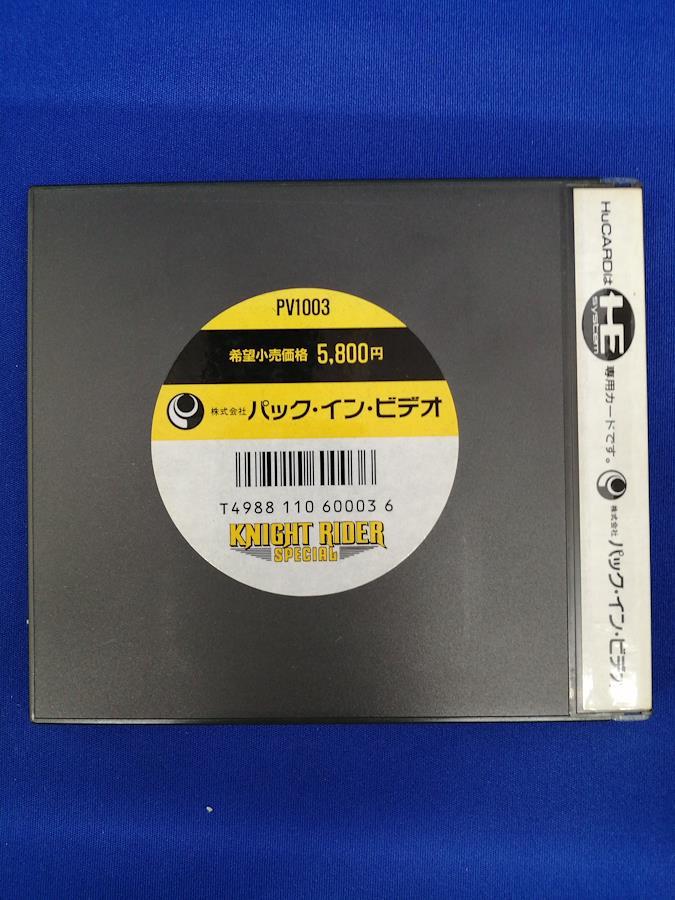 PV1003
希望小売価格 5,800円
株式会社 パック・イン・ビデオ
T4988 110 60003 6
KNIGHT RIDER
SPECIAL
HuCARDは HE system 専用カードです。 株式会社 パック・イン・ビデオ